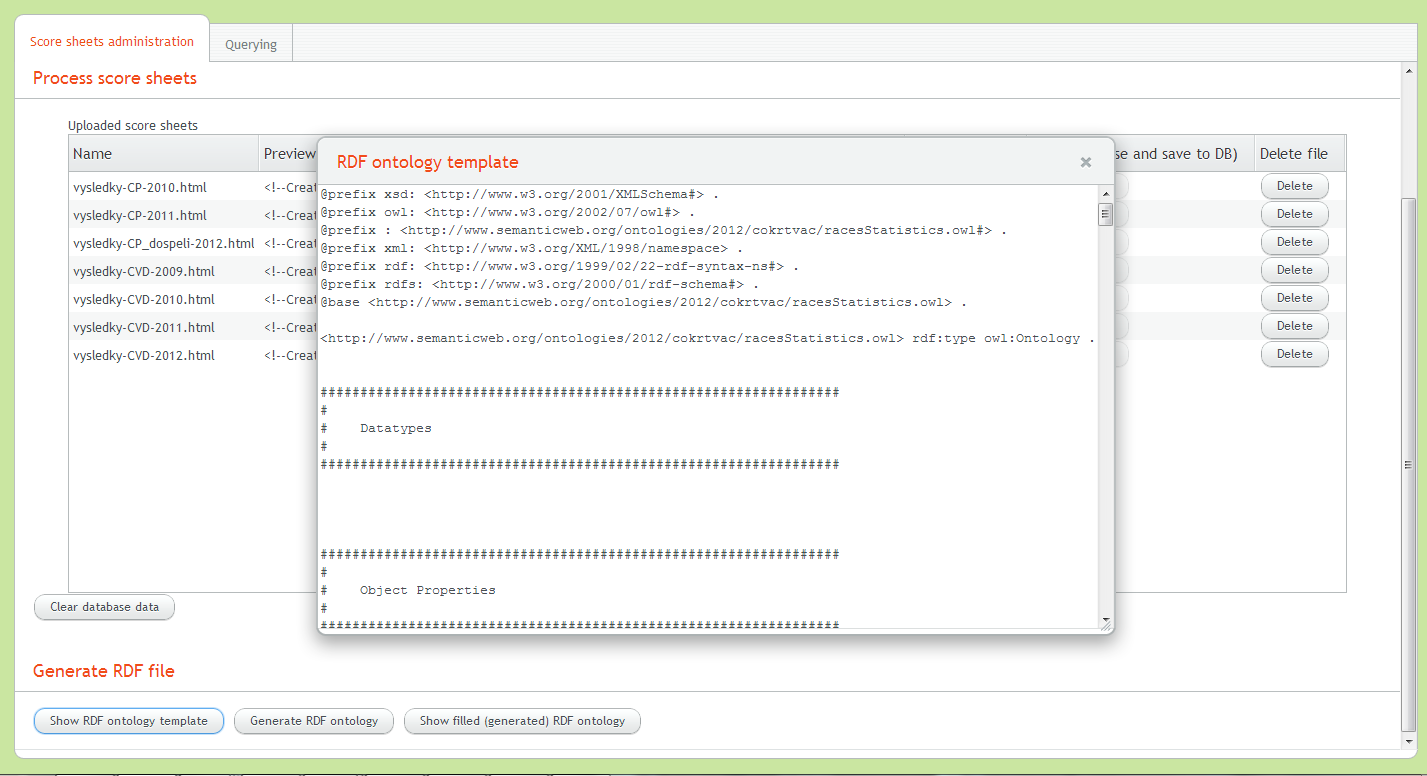 Score sheets administration
Querying
Process score sheets
Uploaded score sheets
Name Preview se and save to DB) Delete file
vysledky-CP-2010.html <!--Creat Delete
vysledky-CP-2011.html <!--Creat Delete
vysledky-CP_dospeli-2012.html <!--Creat Delete
vysledky-CVD-2009.html <!--Creat Delete
vysledky-CVD-2010.html <!--Creat Delete
vysledky-CVD-2011.html <!--Creat Delete
vysledky-CVD-2012.html <!--Creat Delete
RDF ontology template
@prefix xsd: <http://www.w3.org/2001/XMLSchema#> .
@prefix owl: <http://www.w3.org/2002/07/owl#> .
@prefix : <http://www.semanticweb.org/ontologies/2012/cokrtvac/racesStatistics.owl#> .
@prefix xml: <http://www.w3.org/XML/1998/namespace> .
@prefix rdf: <http://www.w3.org/1999/02/22-rdf-syntax-ns#> .
@prefix rdfs: <http://www.w3.org/2000/01/rdf-schema#> .
@base <http://www.semanticweb.org/ontologies/2012/cokrtvac/racesStatistics.owl> .
<http://www.semanticweb.org/ontologies/2012/cokrtvac/racesStatistics.owl> rdf:type owl:Ontology .
#################################################################
#
# Datatypes
#
#################################################################
#################################################################
#
# Object Properties
#
#################################################################
Clear database data
Generate RDF file
Show RDF ontology template
Generate RDF ontology
Show filled (generated) RDF ontology